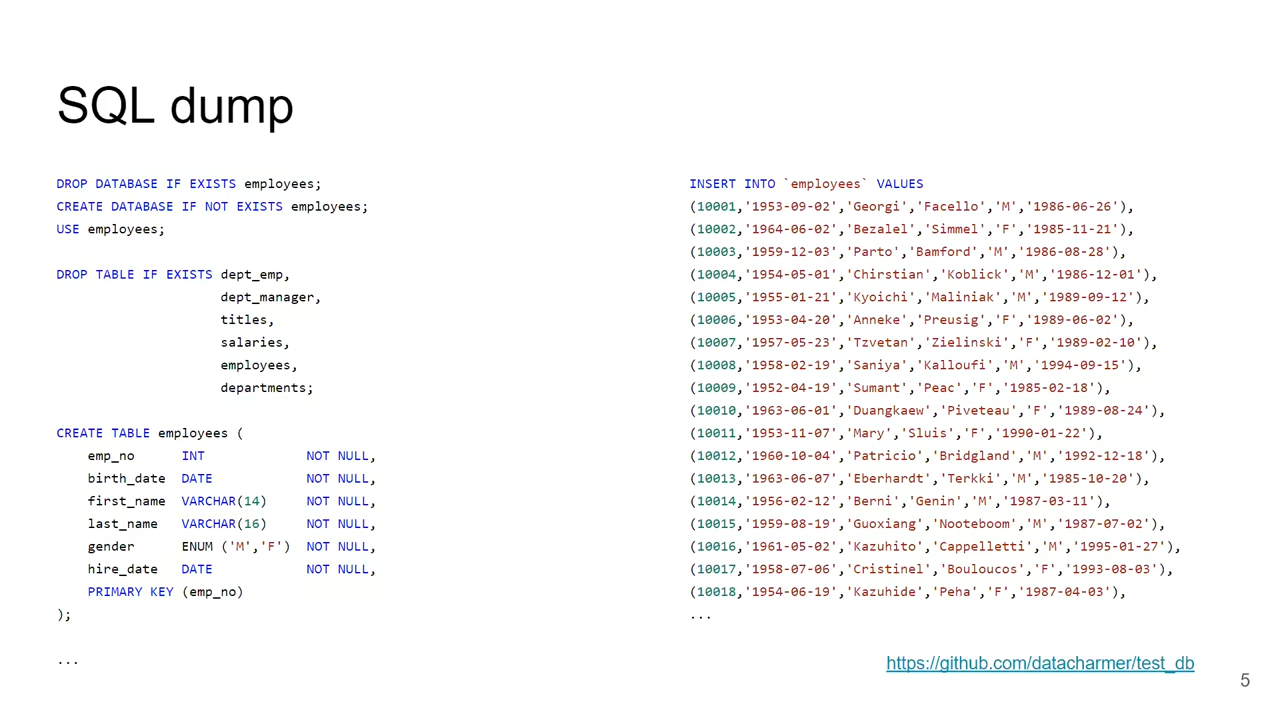 SQL dump
DROP DATABASE IF EXISTS employees;
CREATE DATABASE IF NOT EXISTS employees;
USE employees;
DROP TABLE IF EXISTS dept_emp,
dept_manager,
titles,
salaries,
employees,
departments;
CREATE TABLE employees (
emp_no INT NOT NULL,
birth_date DATE NOT NULL,
first_name VARCHAR(14) NOT NULL,
last_name VARCHAR(16) NOT NULL,
gender ENUM ('M','F') NOT NULL,
hire_date DATE NOT NULL,
PRIMARY KEY (emp_no)
);
...
INSERT INTO `employees` VALUES
(10001,'1953-09-02','Georgi','Facello','M','1986-06-26'),
(10002,'1964-06-02','Bezalel','Simmel','F','1985-11-21'),
(10003,'1959-12-03','Parto','Bamford','M','1986-08-28'),
(10004,'1954-05-01','Chirstian','Koblick','M','1986-12-01'),
(10005,'1955-01-21','Kyoichi','Maliniak','M','1989-09-12'),
(10006,'1953-04-20','Anneke','Preusig','F','1989-06-02'),
(10007,'1957-05-23','Tzvetan','Zielinski','F','1989-02-10'),
(10008,'1958-02-19','Saniya','Kalloufi','M','1994-09-15'),
(10009,'1952-04-19','Sumant','Peac','F','1985-02-18'),
(10010,'1963-06-01','Duangkaew','Piveteau','F','1989-08-24'),
(10011,'1953-11-07','Mary','Sluis','F','1990-01-22'),
(10012,'1960-10-04','Patricio','Bridgland','M','1992-12-18'),
(10013,'1963-06-07','Eberhardt','Terkki','M','1985-10-20'),
(10014,'1956-02-12','Berni','Genin','M','1987-03-11'),
(10015,'1959-08-19','Guoxiang','Nooteboom','M','1987-07-02'),
(10016,'1961-05-02','Kazuhito','Cappelletti','M','1995-01-27'),
(10017,'1958-07-06','Cristinel','Bouloucos','F','1993-08-03'),
(10018,'1954-06-19','Kazuhide','Peha','F','1987-04-03'),
...
https://github.com/datacharmer/test_db
5